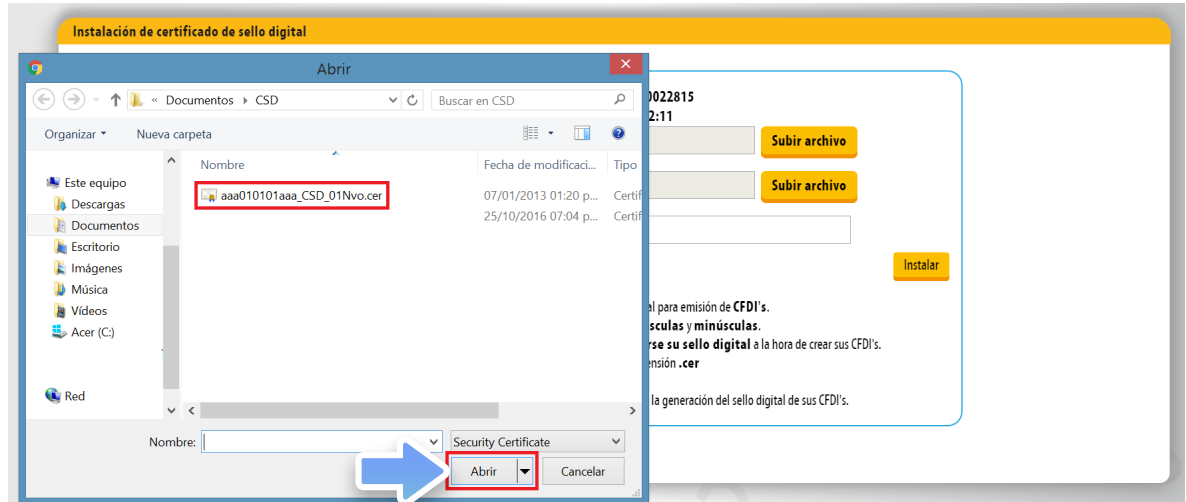 Instalación de certificado de sello digital
Abrir
« Documentos CSD
Buscar en CSD
Organizar
Nueva carpeta
Nombre
Fecha de modificaci...
Tipo
Este equipo
Descargas
Documentos
Escritorio
Imágenes
Música
Vídeos
Acer (C:)
Red
aaa010101aaa_CSD_01Nvo.cer
07/01/2013 01:20 p...
Certif
25/10/2016 07:04 p...
Certif
Nombre:
Security Certificate
Abrir
Cancelar
0022815
2:11
Subir archivo
Subir archivo
Instalar
al para emisión de CFDI's.
sculas y minúsculas.
rse su sello digital a la hora de crear sus CFDI's.
ensión .cer
la generación del sello digital de sus CFDI's.